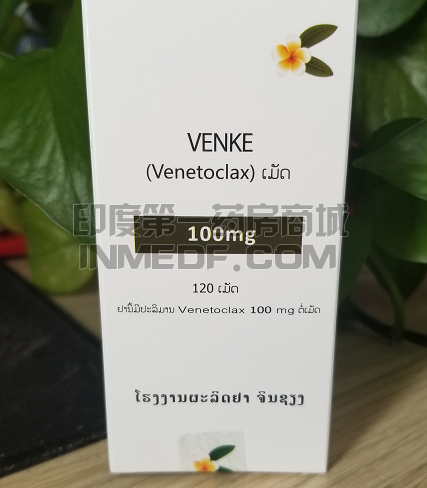 VENKE
(Venetoclax) ເມັດ
印度第一药房商城
100mg
INMEDF.COM
120 ເມັດ
ຢານີ້ມີປະລິມານ Venetoclax 100 mg ຕໍ່ເມັດ
ໂຮງງານຜະລິດຢາ ຈິນຊຽງ